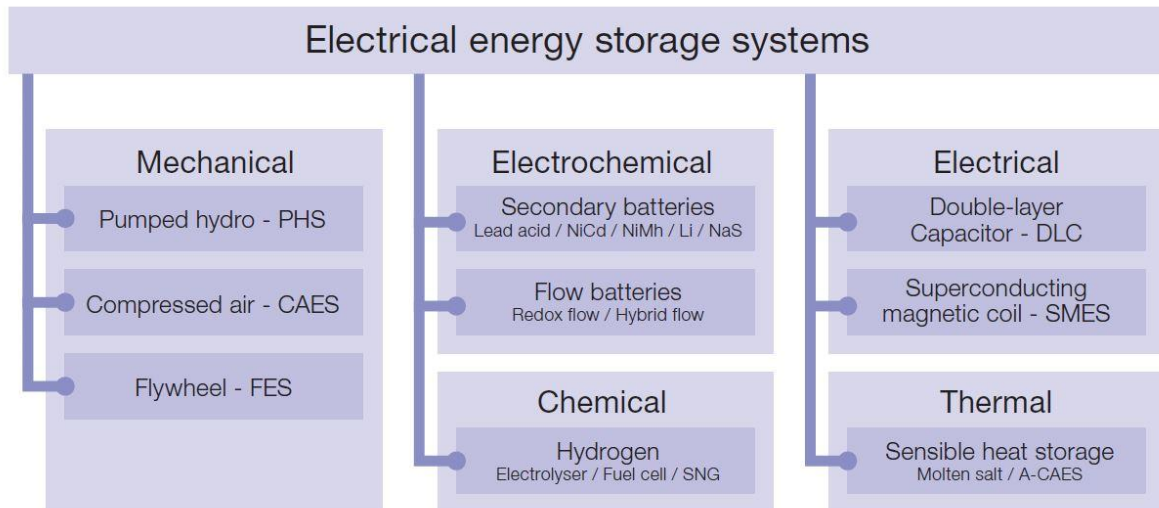 Electrical energy storage systems
Mechanical
Pumped hydro - PHS
Compressed air - CAES
Flywheel - FES
Electrochemical
Secondary batteries
Lead acid / NiCd / NiMh / Li / NaS
Flow batteries
Redox flow / Hybrid flow
Chemical
Hydrogen
Electrolyser / Fuel cell / SNG
Electrical
Double-layer
Capacitor - DLC
Superconducting
magnetic coil - SMES
Thermal
Sensible heat storage
Molten salt / A-CAES